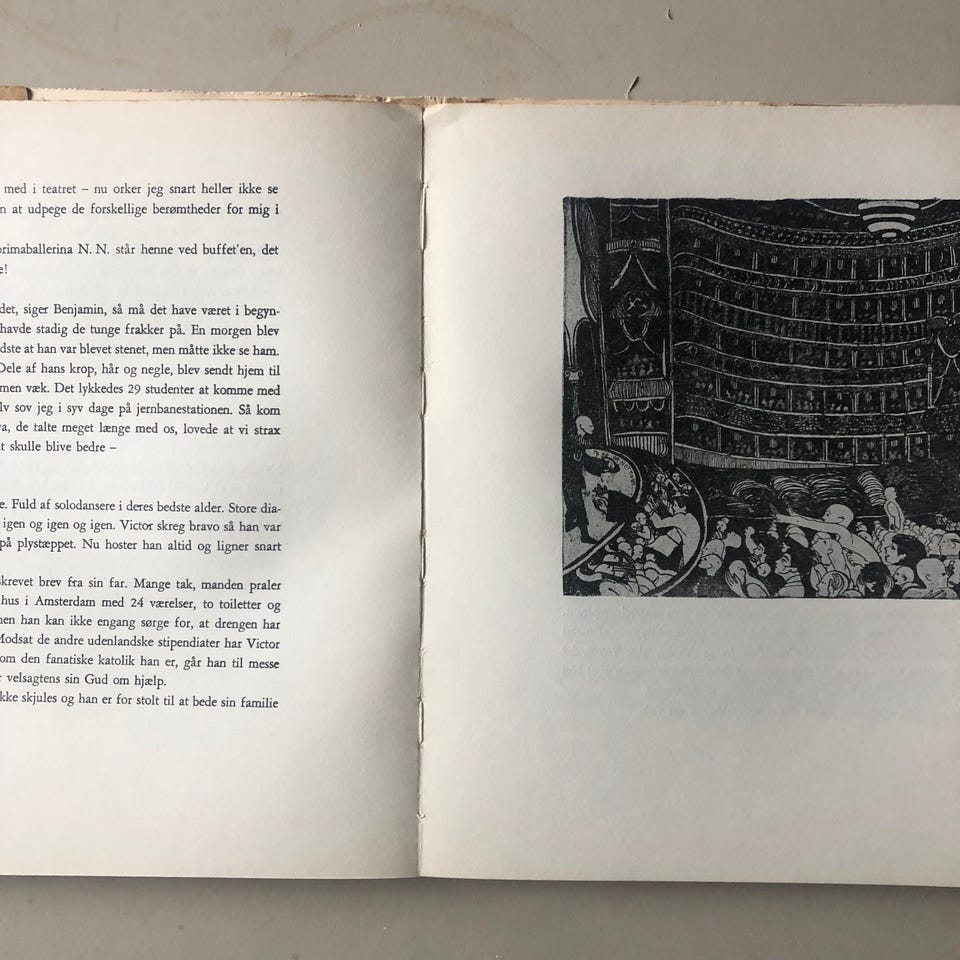 med i teatret – nu orker jeg snart heller ikke se
n at udpege de forskellige berømtheder for mig i
rimaballerina N. N. står henne ved buffet'en, det
e!
det, siger Benjamin, så må det have været i begyn-
havde stadig de tunge frakker på. En morgen blev
dste at han var blevet stenet, men måtte ikke se ham.
Dele af hans krop, hår og negle, blev sendt hjem til
men væk. Det lykkedes 29 studenter at komme med
lv sov jeg i syv dage på jernbanestationen. Så kom
a, de talte meget længe med os, lovede at vi strax
t skulle blive bedre –
e. Fuld af solodansere i deres bedste alder. Store dia-
igen og igen og igen. Victor skreg bravo så han var
på plystæppet. Nu hoster han altid og ligner snart
skrevet brev fra sin far. Mange tak, manden praler
hus i Amsterdam med 24 værelser, to toiletter og
nen han kan ikke engang sørge for, at drengen har
Modsat de andre udenlandske stipendiater har Victor
om den fanatiske katolik han er, går han til messe
r velsagtens sin Gud om hjælp.
kke skjules og han er for stolt til at bede sin familie